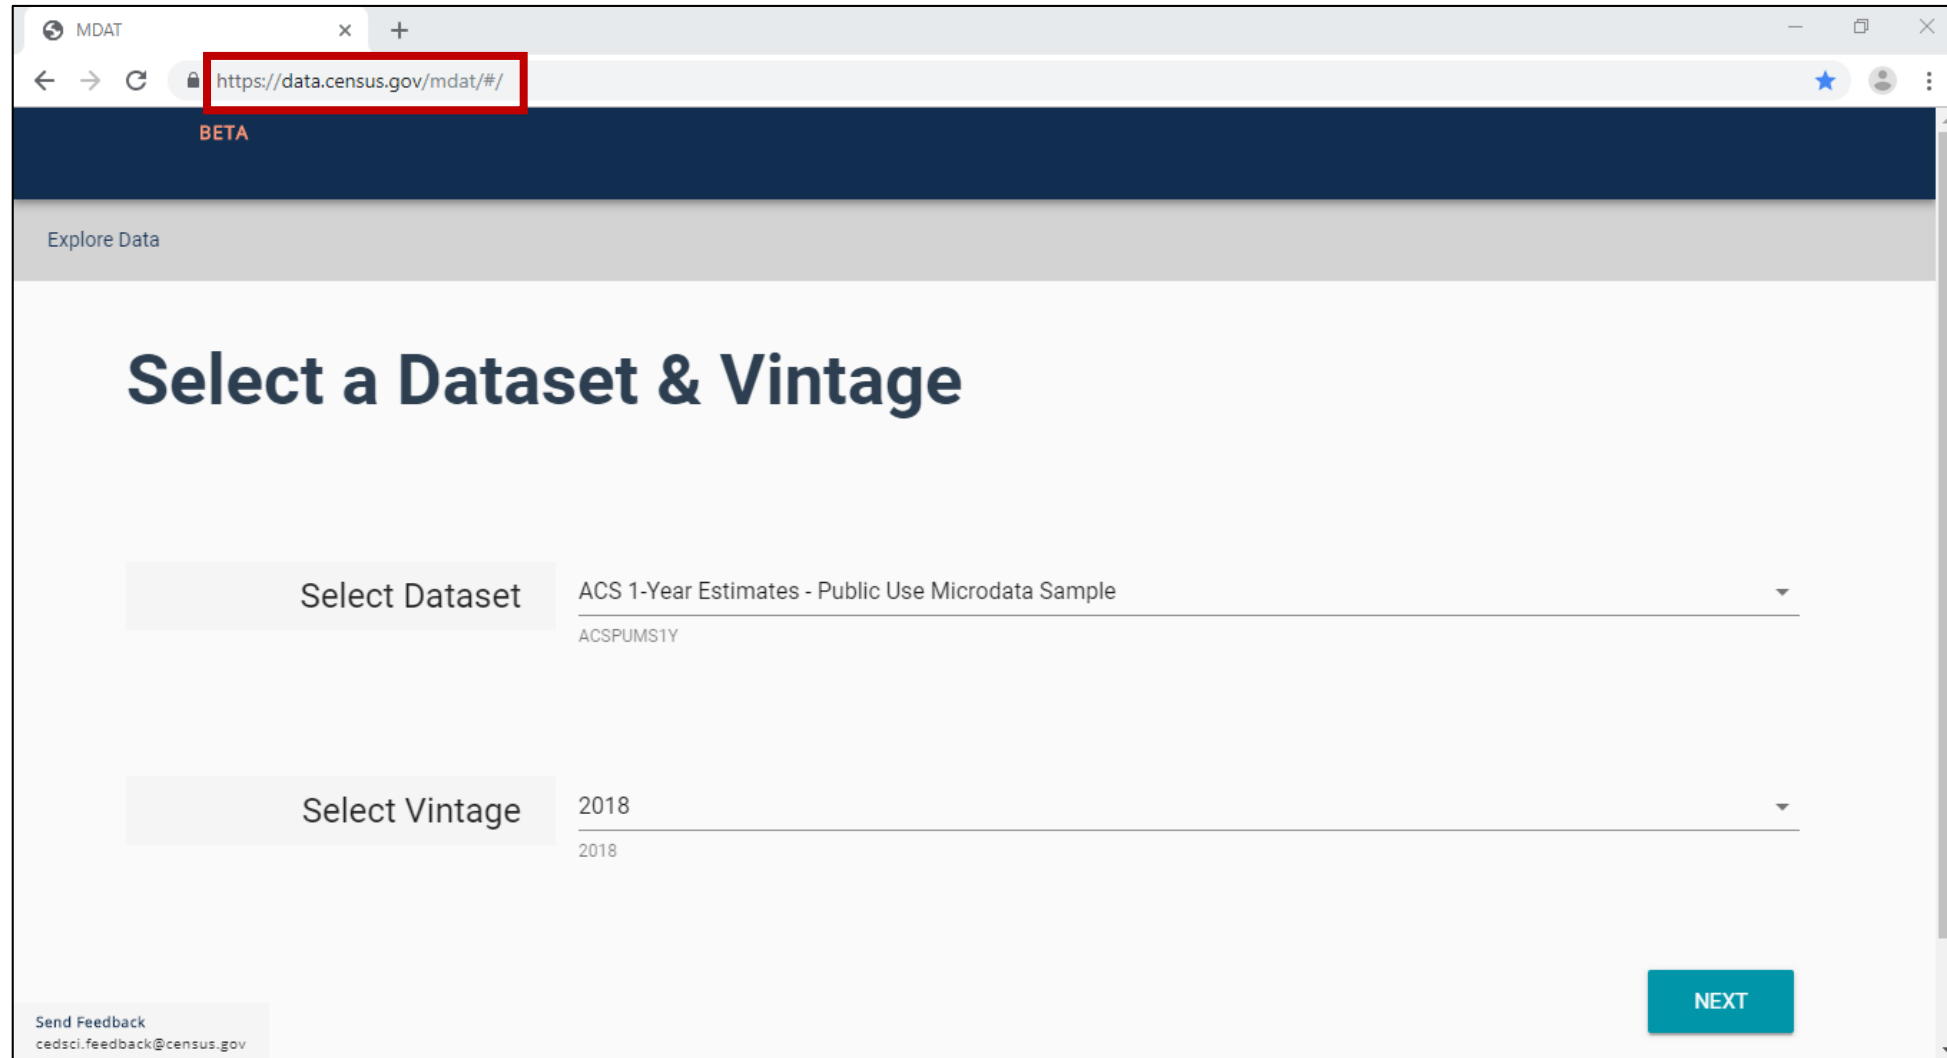 MDAT
https://data.census.gov/mdat/#/
BETA
Explore Data
Select a Dataset & Vintage
Select Dataset
ACS 1-Year Estimates - Public Use Microdata Sample
ACSPUMS1Y
Select Vintage
2018
2018
NEXT
Send Feedback
cedsci.feedback@census.gov